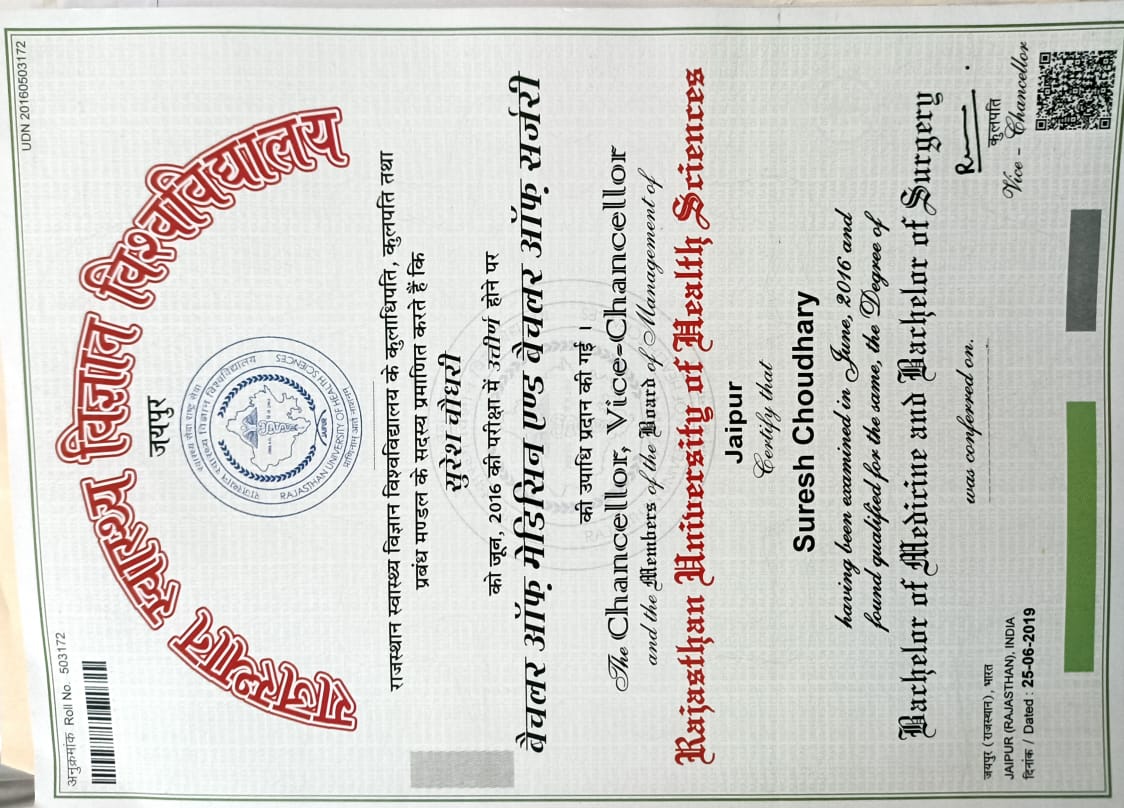 अनुक्रमांक Roll No. 503172
UDN 20160503172
राजस्थान स्वास्थ्य विज्ञान विश्वविद्यालय
जयपुर
RAJASTHAN UNIVERSITY OF HEALTH SCIENCES
राजस्थान स्वास्थ्य विज्ञान विश्वविद्यालय के कुलाधिपति, कुलपति तथा
प्रबंध मण्डल के सदस्य प्रमाणित करते हैं कि
सुरेश चौधरी
को जून, 2016 की परीक्षा में उत्तीर्ण होने पर
बैचलर ऑफ़ मेडिसिन एण्ड बैचलर ऑफ़ सर्जरी
की उपाधि प्रदान की गई ।
The Chancellor, Vice-Chancellor
and the Members of the Board of Management of
Rajasthan University of Health Sciences
Jaipur
Certify that
Suresh Choudhary
having been examined in June, 2016 and
found qualified for the same, the Degree of
Bachelor of Medicine and Bachelor of Surgery
was conferred on.
जयपुर (राजस्थान), भारत
JAIPUR (RAJASTHAN), INDIA
दिनांक / Dated : 25-06-2019
कुलपति
Vice - Chancellor